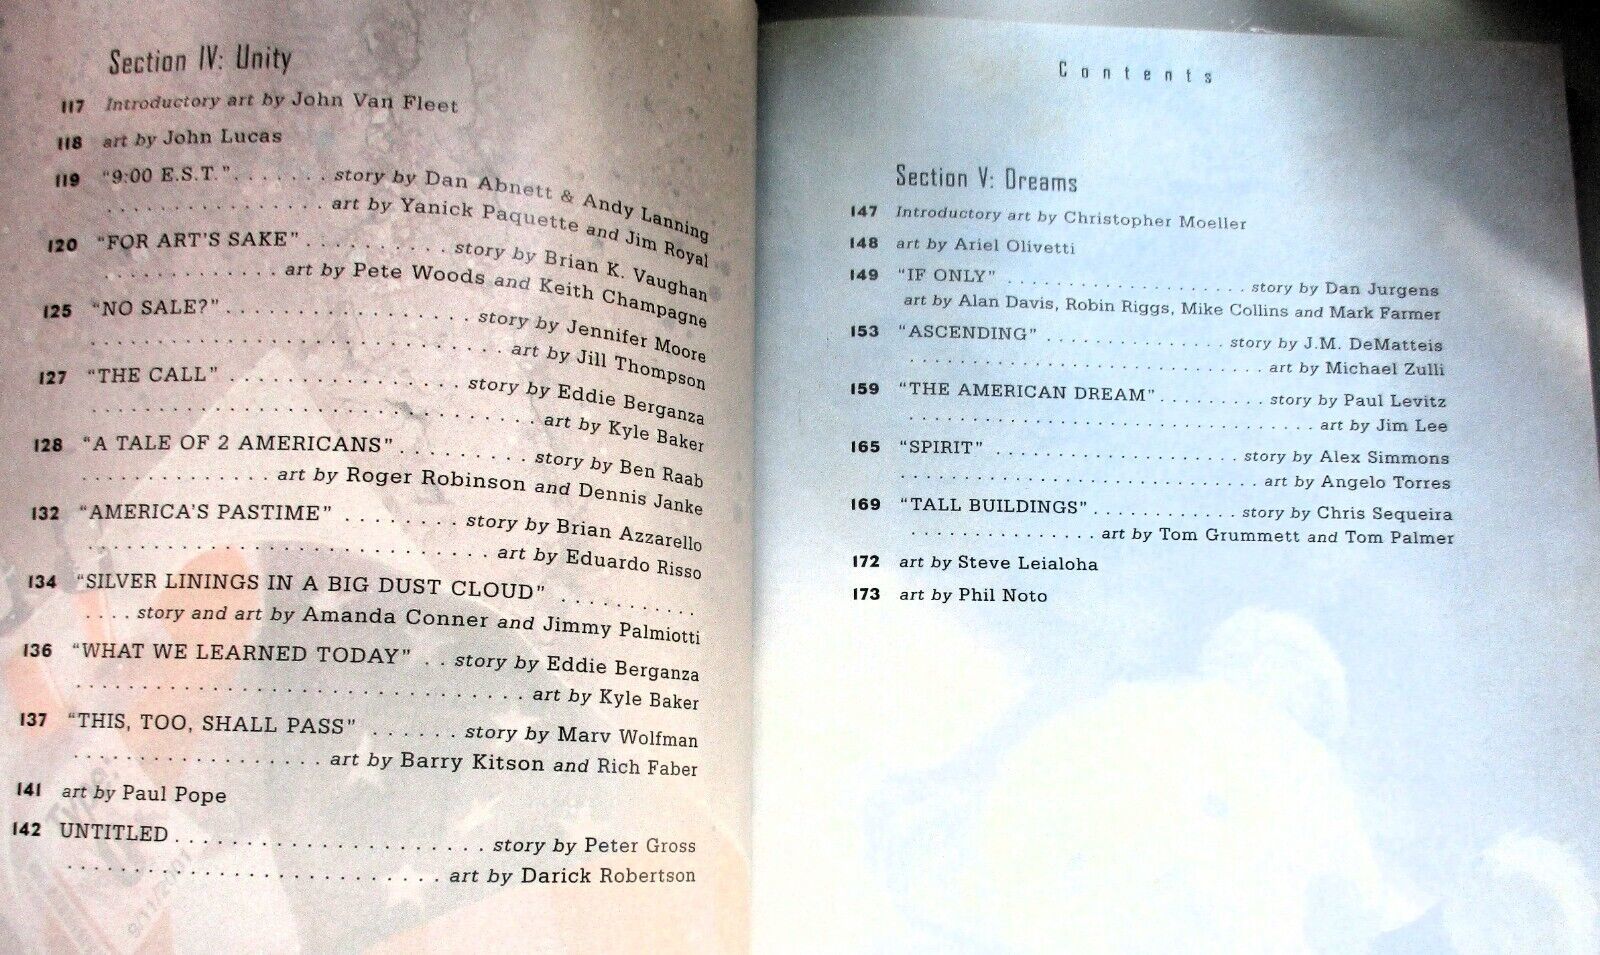 Section IV: Unity
117 Introductory art by John Van Fleet
118 art by John Lucas
119 "9:00 E.S.T." . . . . . . . story by Dan Abnett & Andy Lanning
. . . . . . . . . . . . . . . . art by Yanick Paquette and Jim Royal
120 "FOR ART'S SAKE" . . . . . . . . . . story by Brian K. Vaughan
. . . . . . . . . . . . . art by Pete Woods and Keith Champagne
125 "NO SALE?" . . . . . . . . . . . . . . . . . . story by Jennifer Moore
. . . . . . . . . . . . . . . . . . . . . . . . . . . . . . . art by Jill Thompson
127 "THE CALL" . . . . . . . . . . . . . . . . . story by Eddie Berganza
. . . . . . . . . . . . . . . . . . . . . . . . . . . . . . . . . . art by Kyle Baker
128 "A TALE OF 2 AMERICANS" . . . . . . . . . . story by Ben Raab
. . . . . . . . . . . . . . . art by Roger Robinson and Dennis Janke
132 "AMERICA'S PASTIME" . . . . . . . . . story by Brian Azzarello
. . . . . . . . . . . . . . . . . . . . . . . . . . . . . . art by Eduardo Risso
134 "SILVER LININGS IN A BIG DUST CLOUD" . . . . . . . . . . .
. . . . story and art by Amanda Conner and Jimmy Palmiotti
136 "WHAT WE LEARNED TODAY" . . story by Eddie Berganza
. . . . . . . . . . . . . . . . . . . . . . . . . . . . . . . . . . art by Kyle Baker
137 "THIS, TOO, SHALL PASS" . . . . . . story by Marv Wolfman
. . . . . . . . . . . . . . . . . . . art by Barry Kitson and Rich Faber
141 art by Paul Pope
142 UNTITLED . . . . . . . . . . . . . . . . . . . . . . . story by Peter Gross
. . . . . . . . . . . . . . . . . . . . . . . . . . . . art by Darick Robertson
Type:
9/11/2001
Contents
Section V: Dreams
147 Introductory art by Christopher Moeller
148 art by Ariel Olivetti
149 "IF ONLY" . . . . . . . . . . . . . . . . . . . . . . story by Dan Jurgens
art by Alan Davis, Robin Riggs, Mike Collins and Mark Farmer
153 "ASCENDING" . . . . . . . . . . . . . . . . story by J.M. DeMatteis
. . . . . . . . . . . . . . . . . . . . . . . . . . . . . . . art by Michael Zulli
159 "THE AMERICAN DREAM" . . . . . . . . . story by Paul Levitz
. . . . . . . . . . . . . . . . . . . . . . . . . . . . . . . . . . . . art by Jim Lee
165 "SPIRIT" . . . . . . . . . . . . . . . . . . . . . . . story by Alex Simmons
. . . . . . . . . . . . . . . . . . . . . . . . . . . . . . . art by Angelo Torres
169 "TALL BUILDINGS" . . . . . . . . . . . . . story by Chris Sequeira
. . . . . . . . . . . . . . . . art by Tom Grummett and Tom Palmer
172 art by Steve Leialoha
173 art by Phil Noto